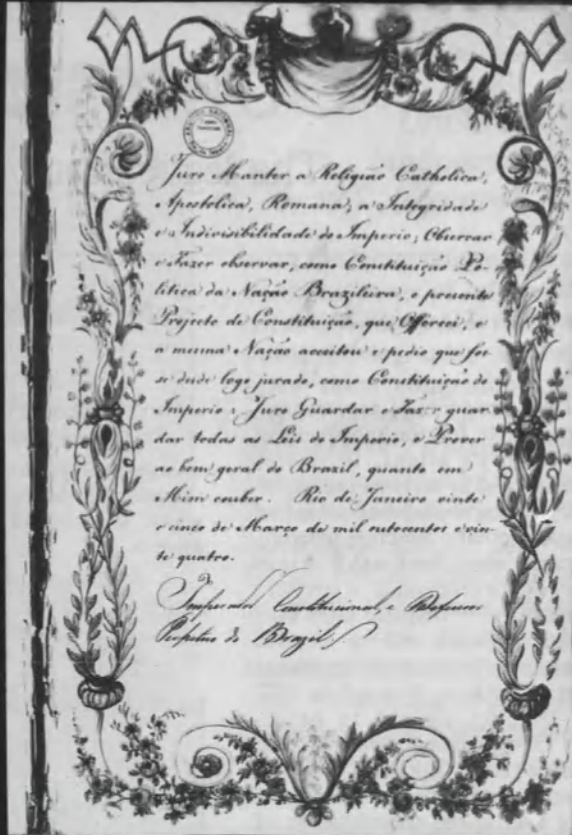 Juro Manter a Religião Catholica,
Apostolica, Romana; a Integridade
e Indivisibilidade do Imperio; Observar
e Fazer observar, como Constituição Po-
litica da Nação Brazileira, o presente
Projecto de Constituição, que Offereci, e
a mesma Nação aceitou e pedio que fos-
se desde logo jurado, como Constituição do
Imperio: Juro Guardar e Fazer guar-
dar todas as Leis do Imperio, e Prover
ao bem geral do Brazil, quanto em
Mim couber. Rio de Janeiro vinte
e cinco de Março de mil outocentos e vin-
te quatro.
Imperador Constitucional, e Defensor
Perpetuo do Brazil